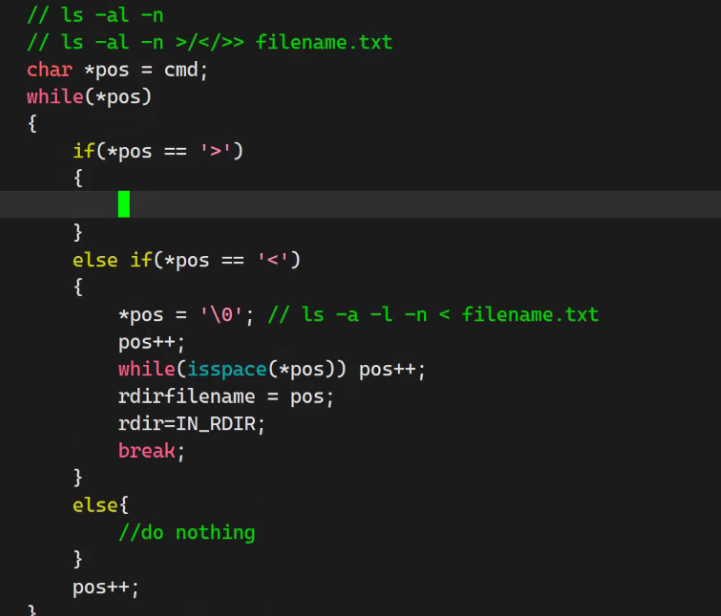 // ls -al -n
// ls -al -n >/</>> filename.txt
char *pos = cmd;
while(*pos)
{
    if(*pos == '>')
    {

    }
    else if(*pos == '<')
    {
        *pos = '\0'; // ls -a -l -n < filename.txt
        pos++;
        while(isspace(*pos)) pos++;
        rdirfilename = pos;
        rdir=IN_RDIR;
        break;
    }
    else{
        //do nothing
    }
    pos++;
}